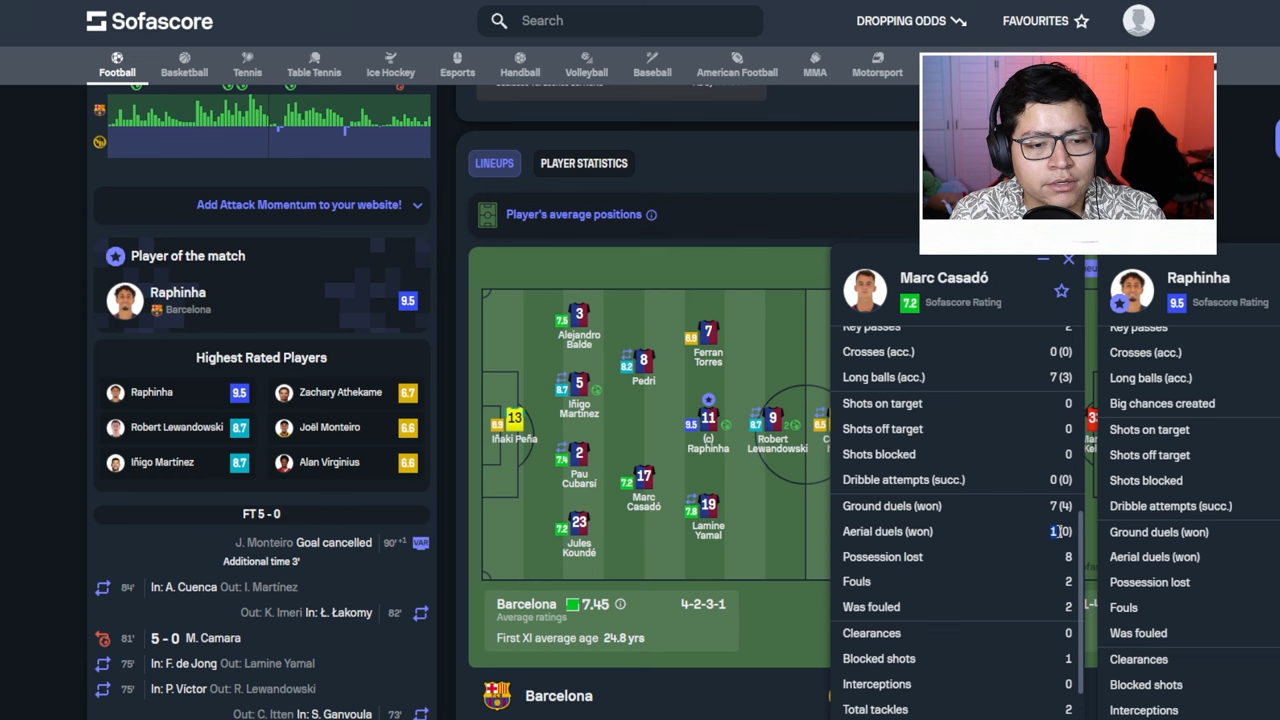 Sofascore
Search
DROPPING ODDS
FAVOURITES
Football
Basketball
Tennis
Table Tennis
Ice Hockey
Esports
Handball
Volleyball
Baseball
American Football
MMA
Motorsport
Add Attack Momentum to your website!
Player of the match
Raphinha
Barcelona
9.5
Highest Rated Players
Raphinha 9.5
Zachary Athekame 6.7
Robert Lewandowski 8.7
Joël Monteiro 6.6
Iñigo Martínez 8.7
Alan Virginius 6.6
FT 5 - 0
J. Monteiro Goal cancelled 90'+1 VAR
Additional time 3'
84' In: A. Cuenca Out: I. Martínez
Out: K. Imeri In: Ł. Łakomy 82'
81' 5 - 0 M. Camara
75' In: F. de Jong Out: Lamine Yamal
75' In: P. Víctor Out: R. Lewandowski
Out: C. Itten In: S. Ganvoula 73'
LINEUPS
PLAYER STATISTICS
Player's average positions
3
7.5
Alejandro
Balde
7
6.9
Ferran
Torres
8
8.2
Pedri
5
8.7
Iñigo
Martínez
13
6.9
Iñaki Peña
11
9.5
(c)
Raphinha
9
8.7
2
Robert
Lewandowski
6.5
2
7.4
Pau
Cubarsí
17
7.2
Marc
Casadó
19
7.8
Lamine
Yamal
23
7.2
Jules
Koundé
Barcelona 7.45
4-2-3-1
Average ratings
First XI average age 24.8 yrs
Barcelona
Marc Casadó
7.2 Sofascore Rating
Key passes 2
Crosses (acc.) 0 (0)
Long balls (acc.) 7 (3)
Shots on target 0
Shots off target 0
Shots blocked 0
Dribble attempts (succ.) 0 (0)
Ground duels (won) 7 (4)
Aerial duels (won) 1 (0)
Possession lost 8
Fouls 2
Was fouled 2
Clearances 0
Blocked shots 1
Interceptions 0
Total tackles 2
Raphinha
9.5 Sofascore Rating
Key passes
Crosses (acc.)
Long balls (acc.)
Big chances created
Shots on target
Shots off target
Shots blocked
Dribble attempts (succ.)
Ground duels (won)
Aerial duels (won)
Possession lost
Fouls
Was fouled
Clearances
Blocked shots
Interceptions